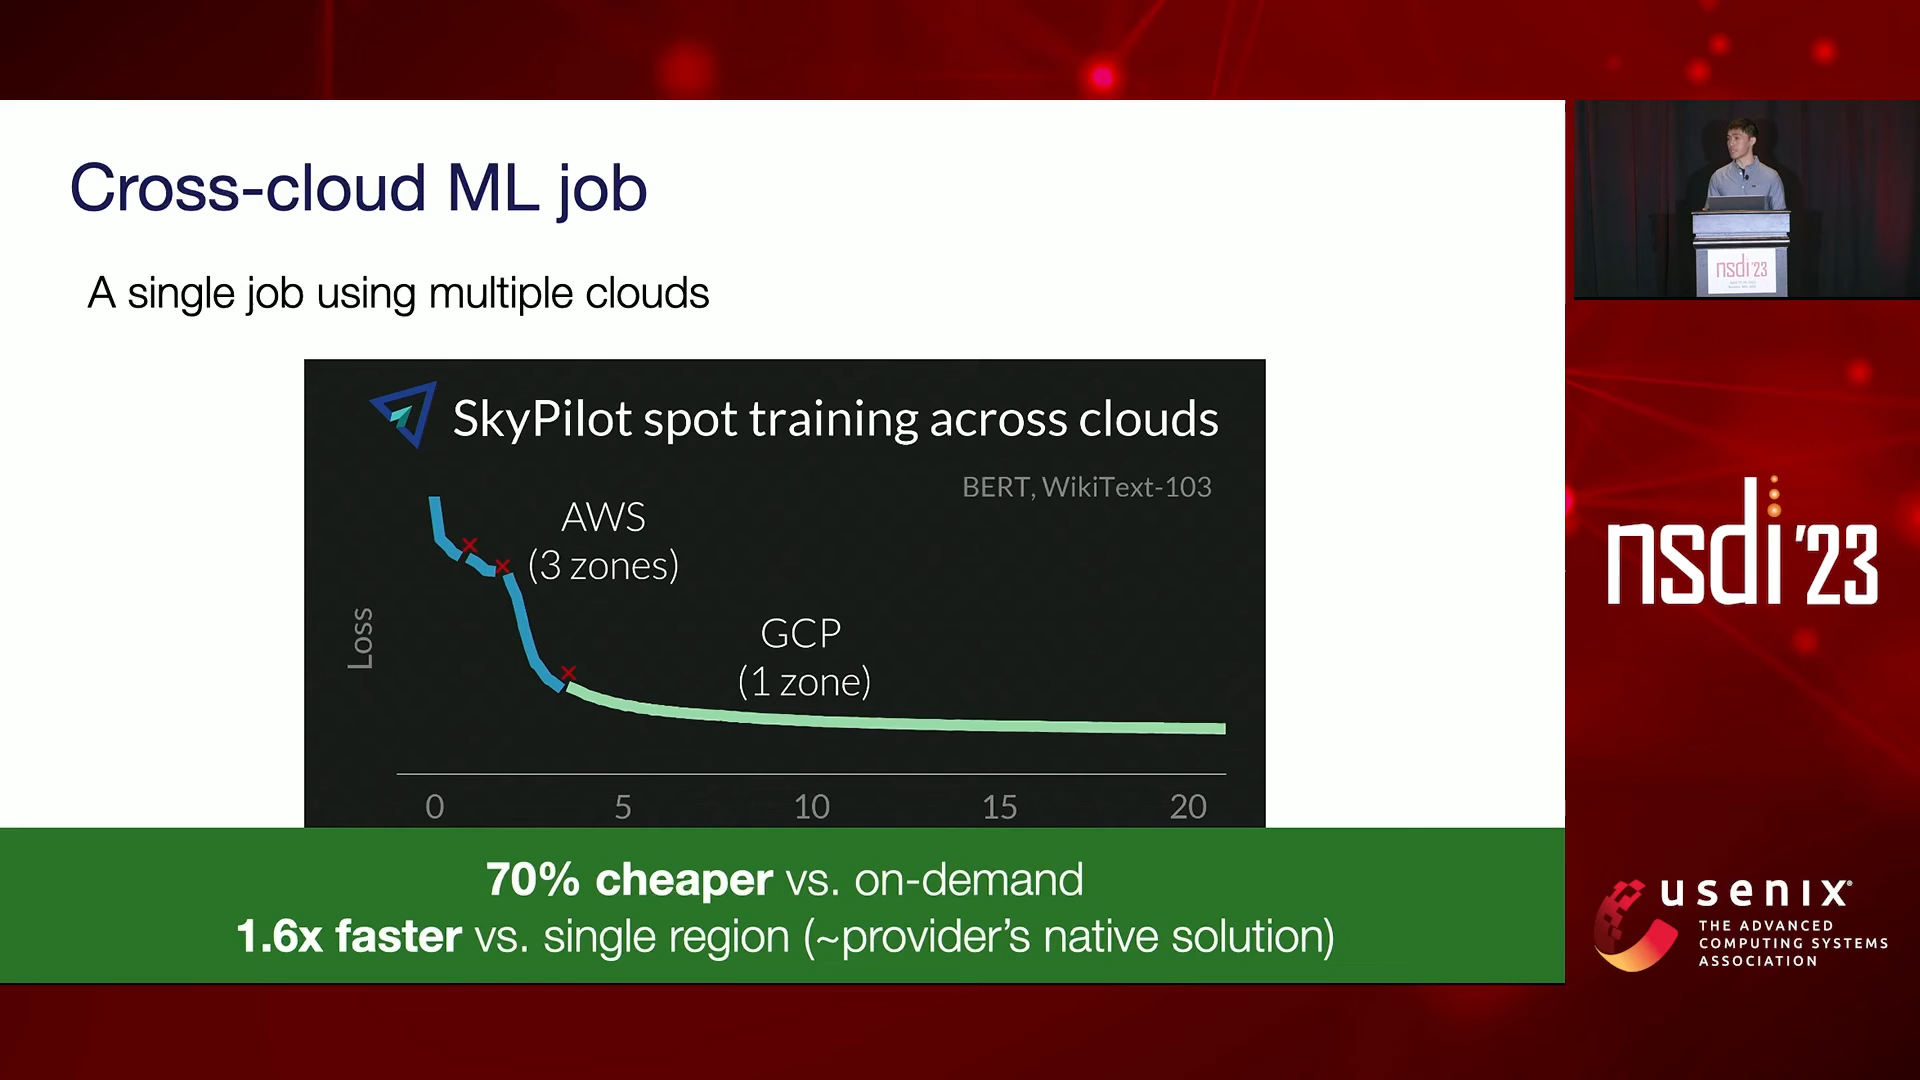 Cross-cloud ML job
A single job using multiple clouds
SkyPilot spot training across clouds
BERT, WikiText-103
AWS
(3 zones)
GCP
(1 zone)
Loss
0 5 10 15 20
70% cheaper vs. on-demand
1.6x faster vs. single region (~provider's native solution)
nsdi '23
nsdi '23
usenix®
THE ADVANCED
COMPUTING SYSTEMS
ASSOCIATION